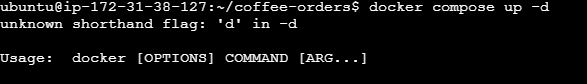 ubuntu@ip-172-31-38-127:~/coffee-orders$ docker compose up -d
unknown shorthand flag: 'd' in -d
Usage:  docker [OPTIONS] COMMAND [ARG...]